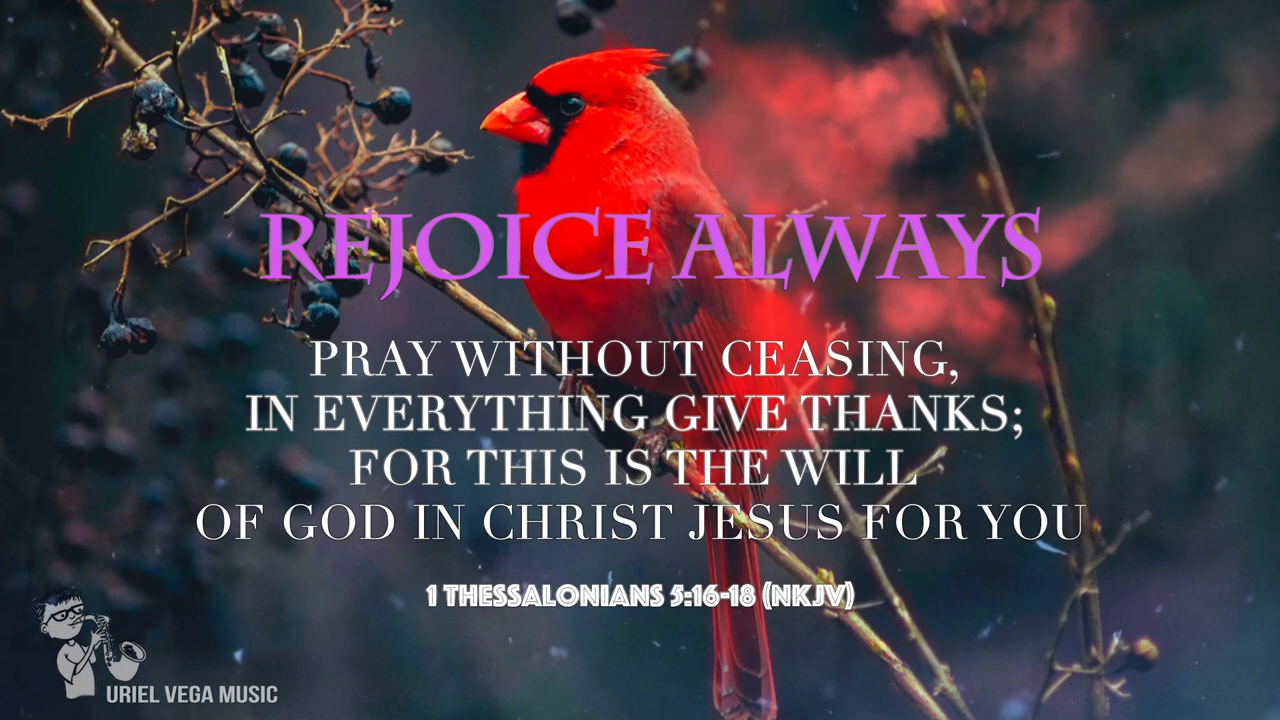 REJOICE ALWAYS
PRAY WITHOUT CEASING,
IN EVERYTHING GIVE THANKS;
FOR THIS IS THE WILL
OF GOD IN CHRIST JESUS FOR YOU
1 THESSALONIANS 5:16-18 (NKJV)
URIEL VEGA MUSIC